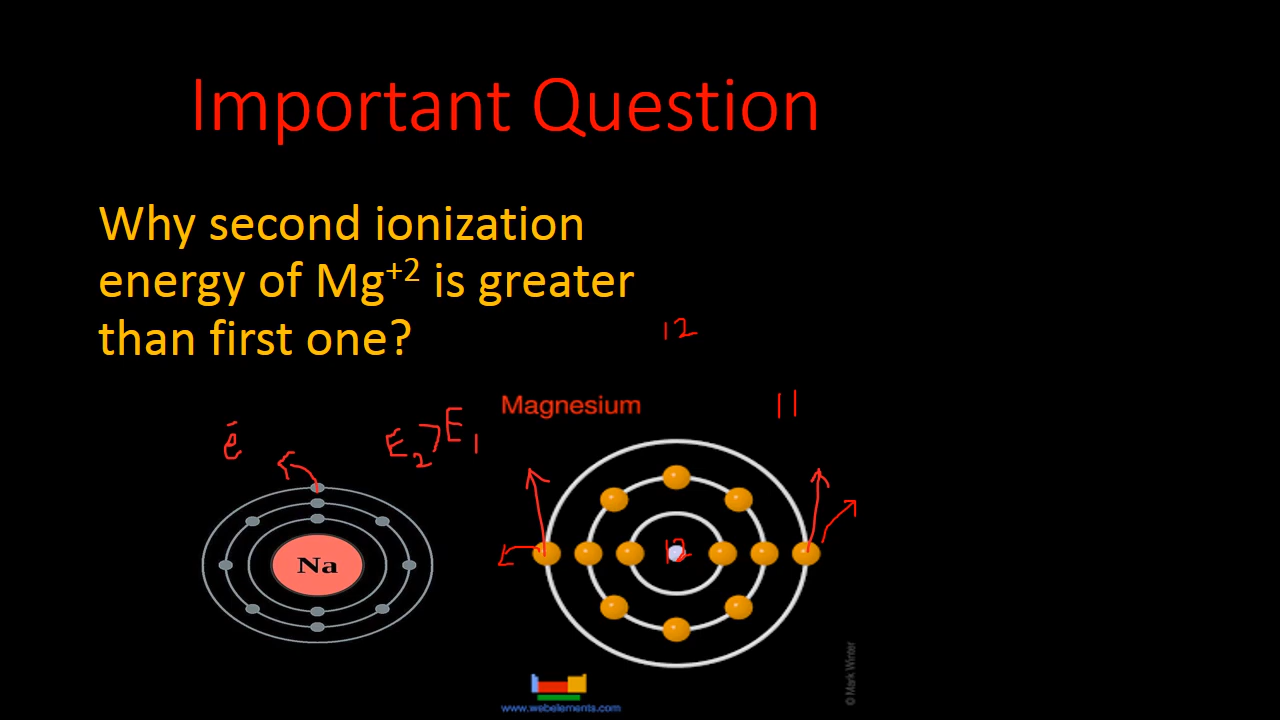 Important Question
Why second ionization
energy of Mg⁺² is greater
than first one?
12
Magnesium
11
ē
E₂>E₁
Na
12
www.webelements.com
© Mark Winter